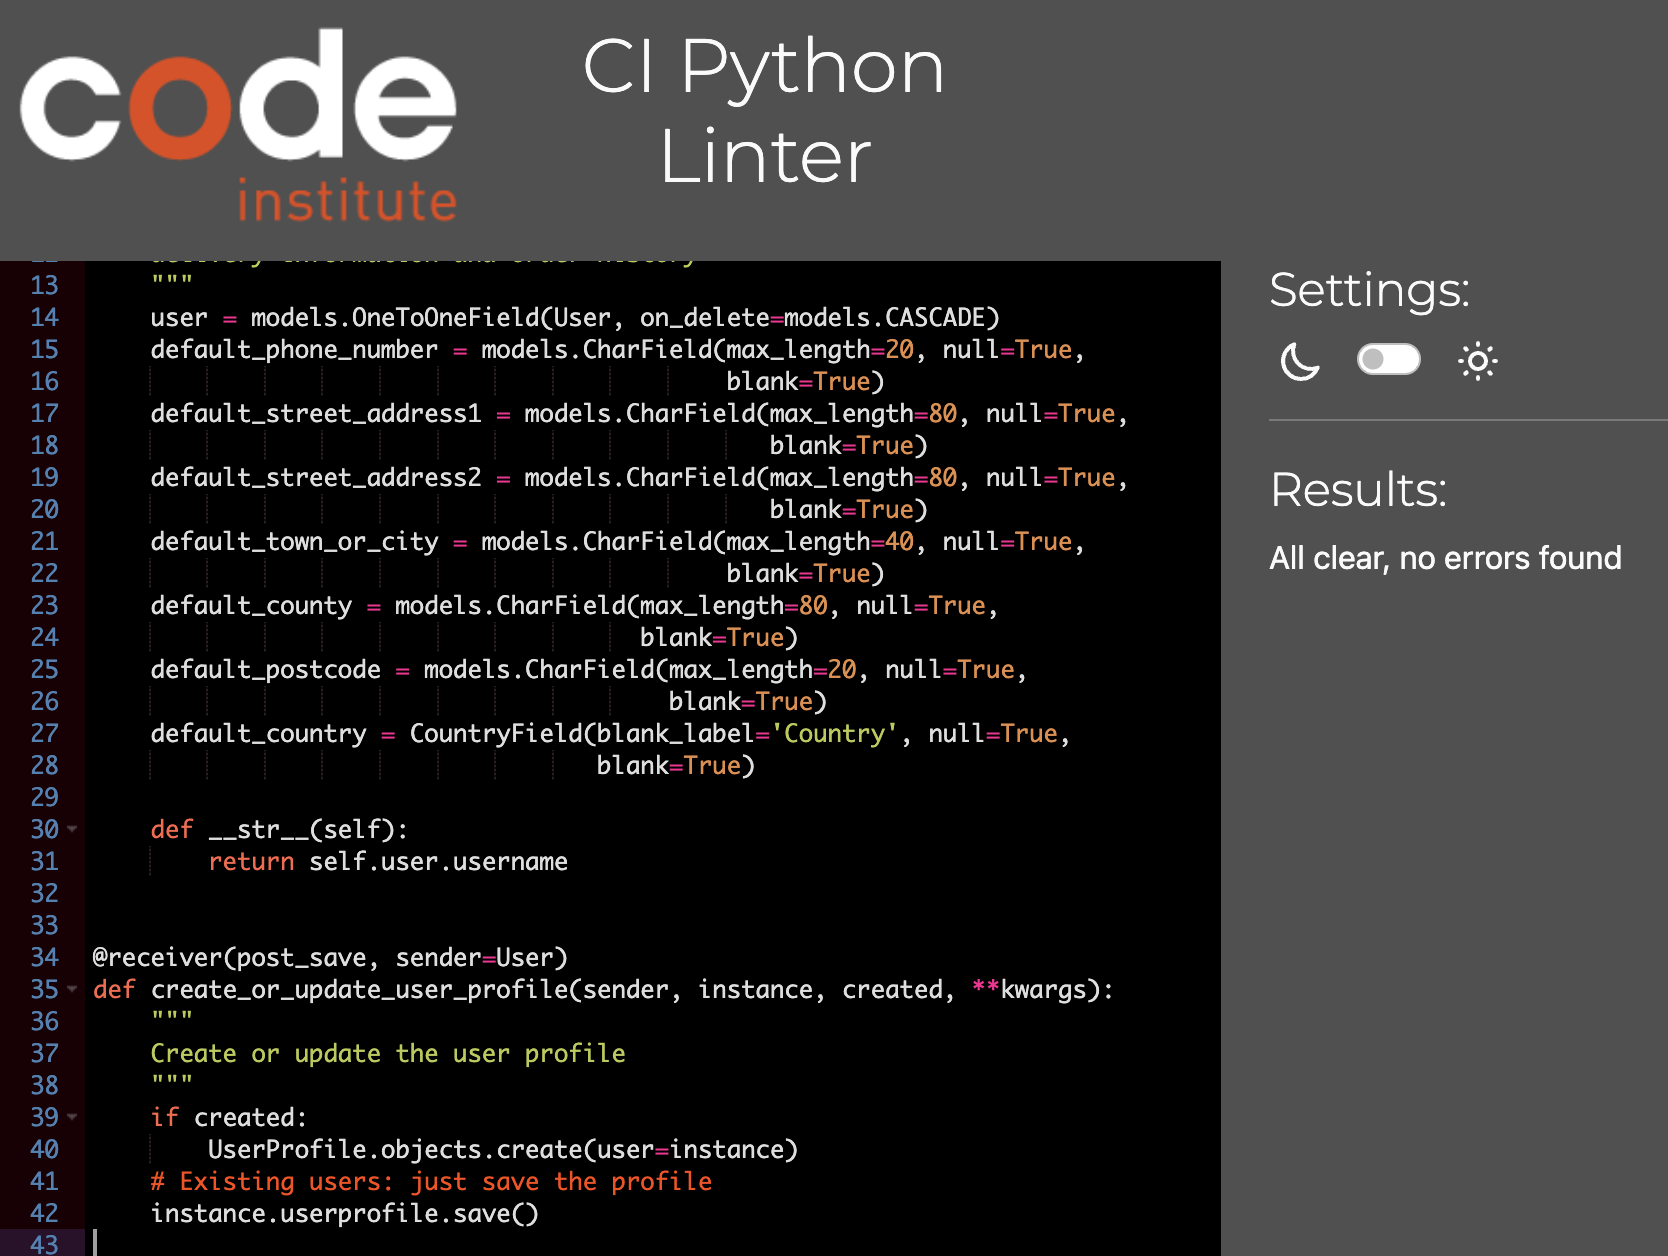 code
institute
CI Python
Linter
delivery information and order history
13 """
14 user = models.OneToOneField(User, on_delete=models.CASCADE)
15 default_phone_number = models.CharField(max_length=20, null=True,
16 blank=True)
17 default_street_address1 = models.CharField(max_length=80, null=True,
18 blank=True)
19 default_street_address2 = models.CharField(max_length=80, null=True,
20 blank=True)
21 default_town_or_city = models.CharField(max_length=40, null=True,
22 blank=True)
23 default_county = models.CharField(max_length=80, null=True,
24 blank=True)
25 default_postcode = models.CharField(max_length=20, null=True,
26 blank=True)
27 default_country = CountryField(blank_label='Country', null=True,
28 blank=True)
29
30 def __str__(self):
31 return self.user.username
32
33
34 @receiver(post_save, sender=User)
35 def create_or_update_user_profile(sender, instance, created, **kwargs):
36 """
37 Create or update the user profile
38 """
39 if created:
40 UserProfile.objects.create(user=instance)
41 # Existing users: just save the profile
42 instance.userprofile.save()
43
Settings:
Results:
All clear, no errors found